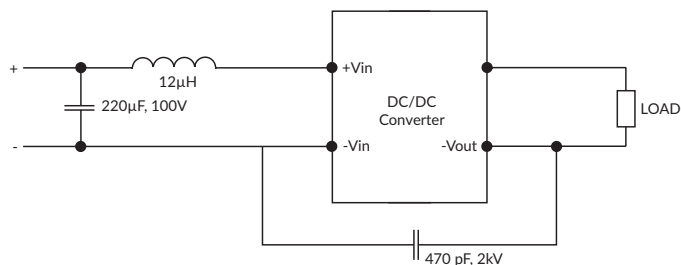 +
12μH
+Vin
220μF, 100V
DC/DC
Converter
LOAD
-
-Vin
-Vout
470 pF, 2kV